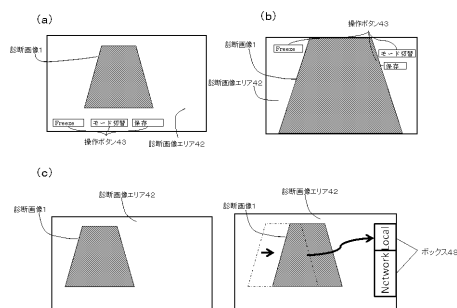 (a)
診断画像1
Freeze
モード切替
保存
操作ボタン43
診断画像エリア42
(b)
操作ボタン43
診断画像1
Freeze
モード切替
保存
診断画像エリア42
(c)
診断画像エリア42
診断画像1
診断画像エリア42
診断画像1
Local
Network
ボックス48